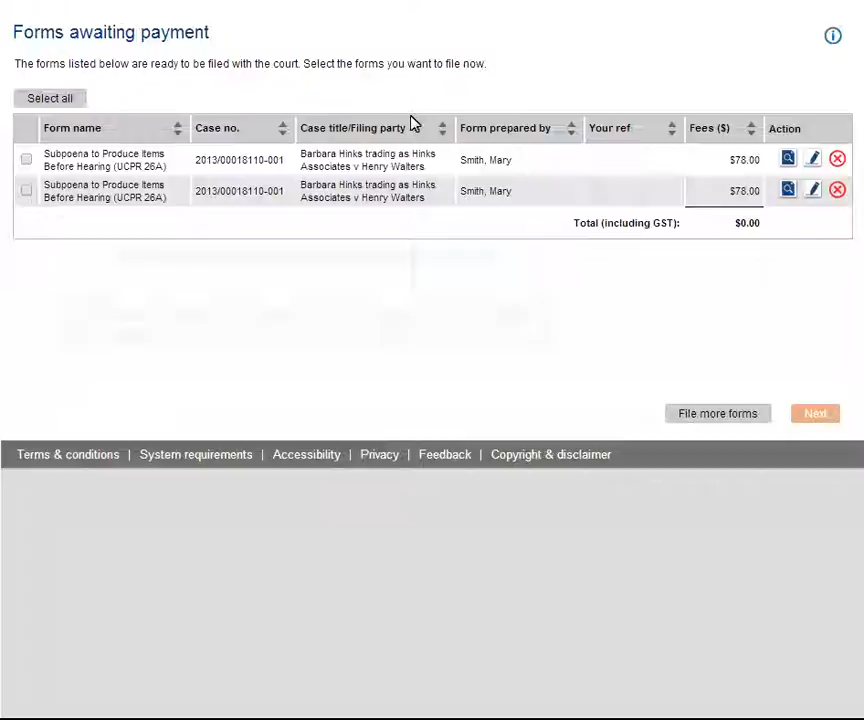 Forms awaiting payment
The forms listed below are ready to be filed with the court. Select the forms you want to file now.
Select all
Form name Case no. Case title/Filing party Form prepared by Your ref Fees ($) Action
Subpoena to Produce Items Before Hearing (UCPR 26A) 2013/00018110-001 Barbara Hinks trading as Hinks Associates v Henry Walters Smith, Mary $78.00
Subpoena to Produce Items Before Hearing (UCPR 26A) 2013/00018110-001 Barbara Hinks trading as Hinks Associates v Henry Walters Smith, Mary $78.00
Total (including GST): $0.00
File more forms Next
Terms & conditions | System requirements | Accessibility | Privacy | Feedback | Copyright & disclaimer